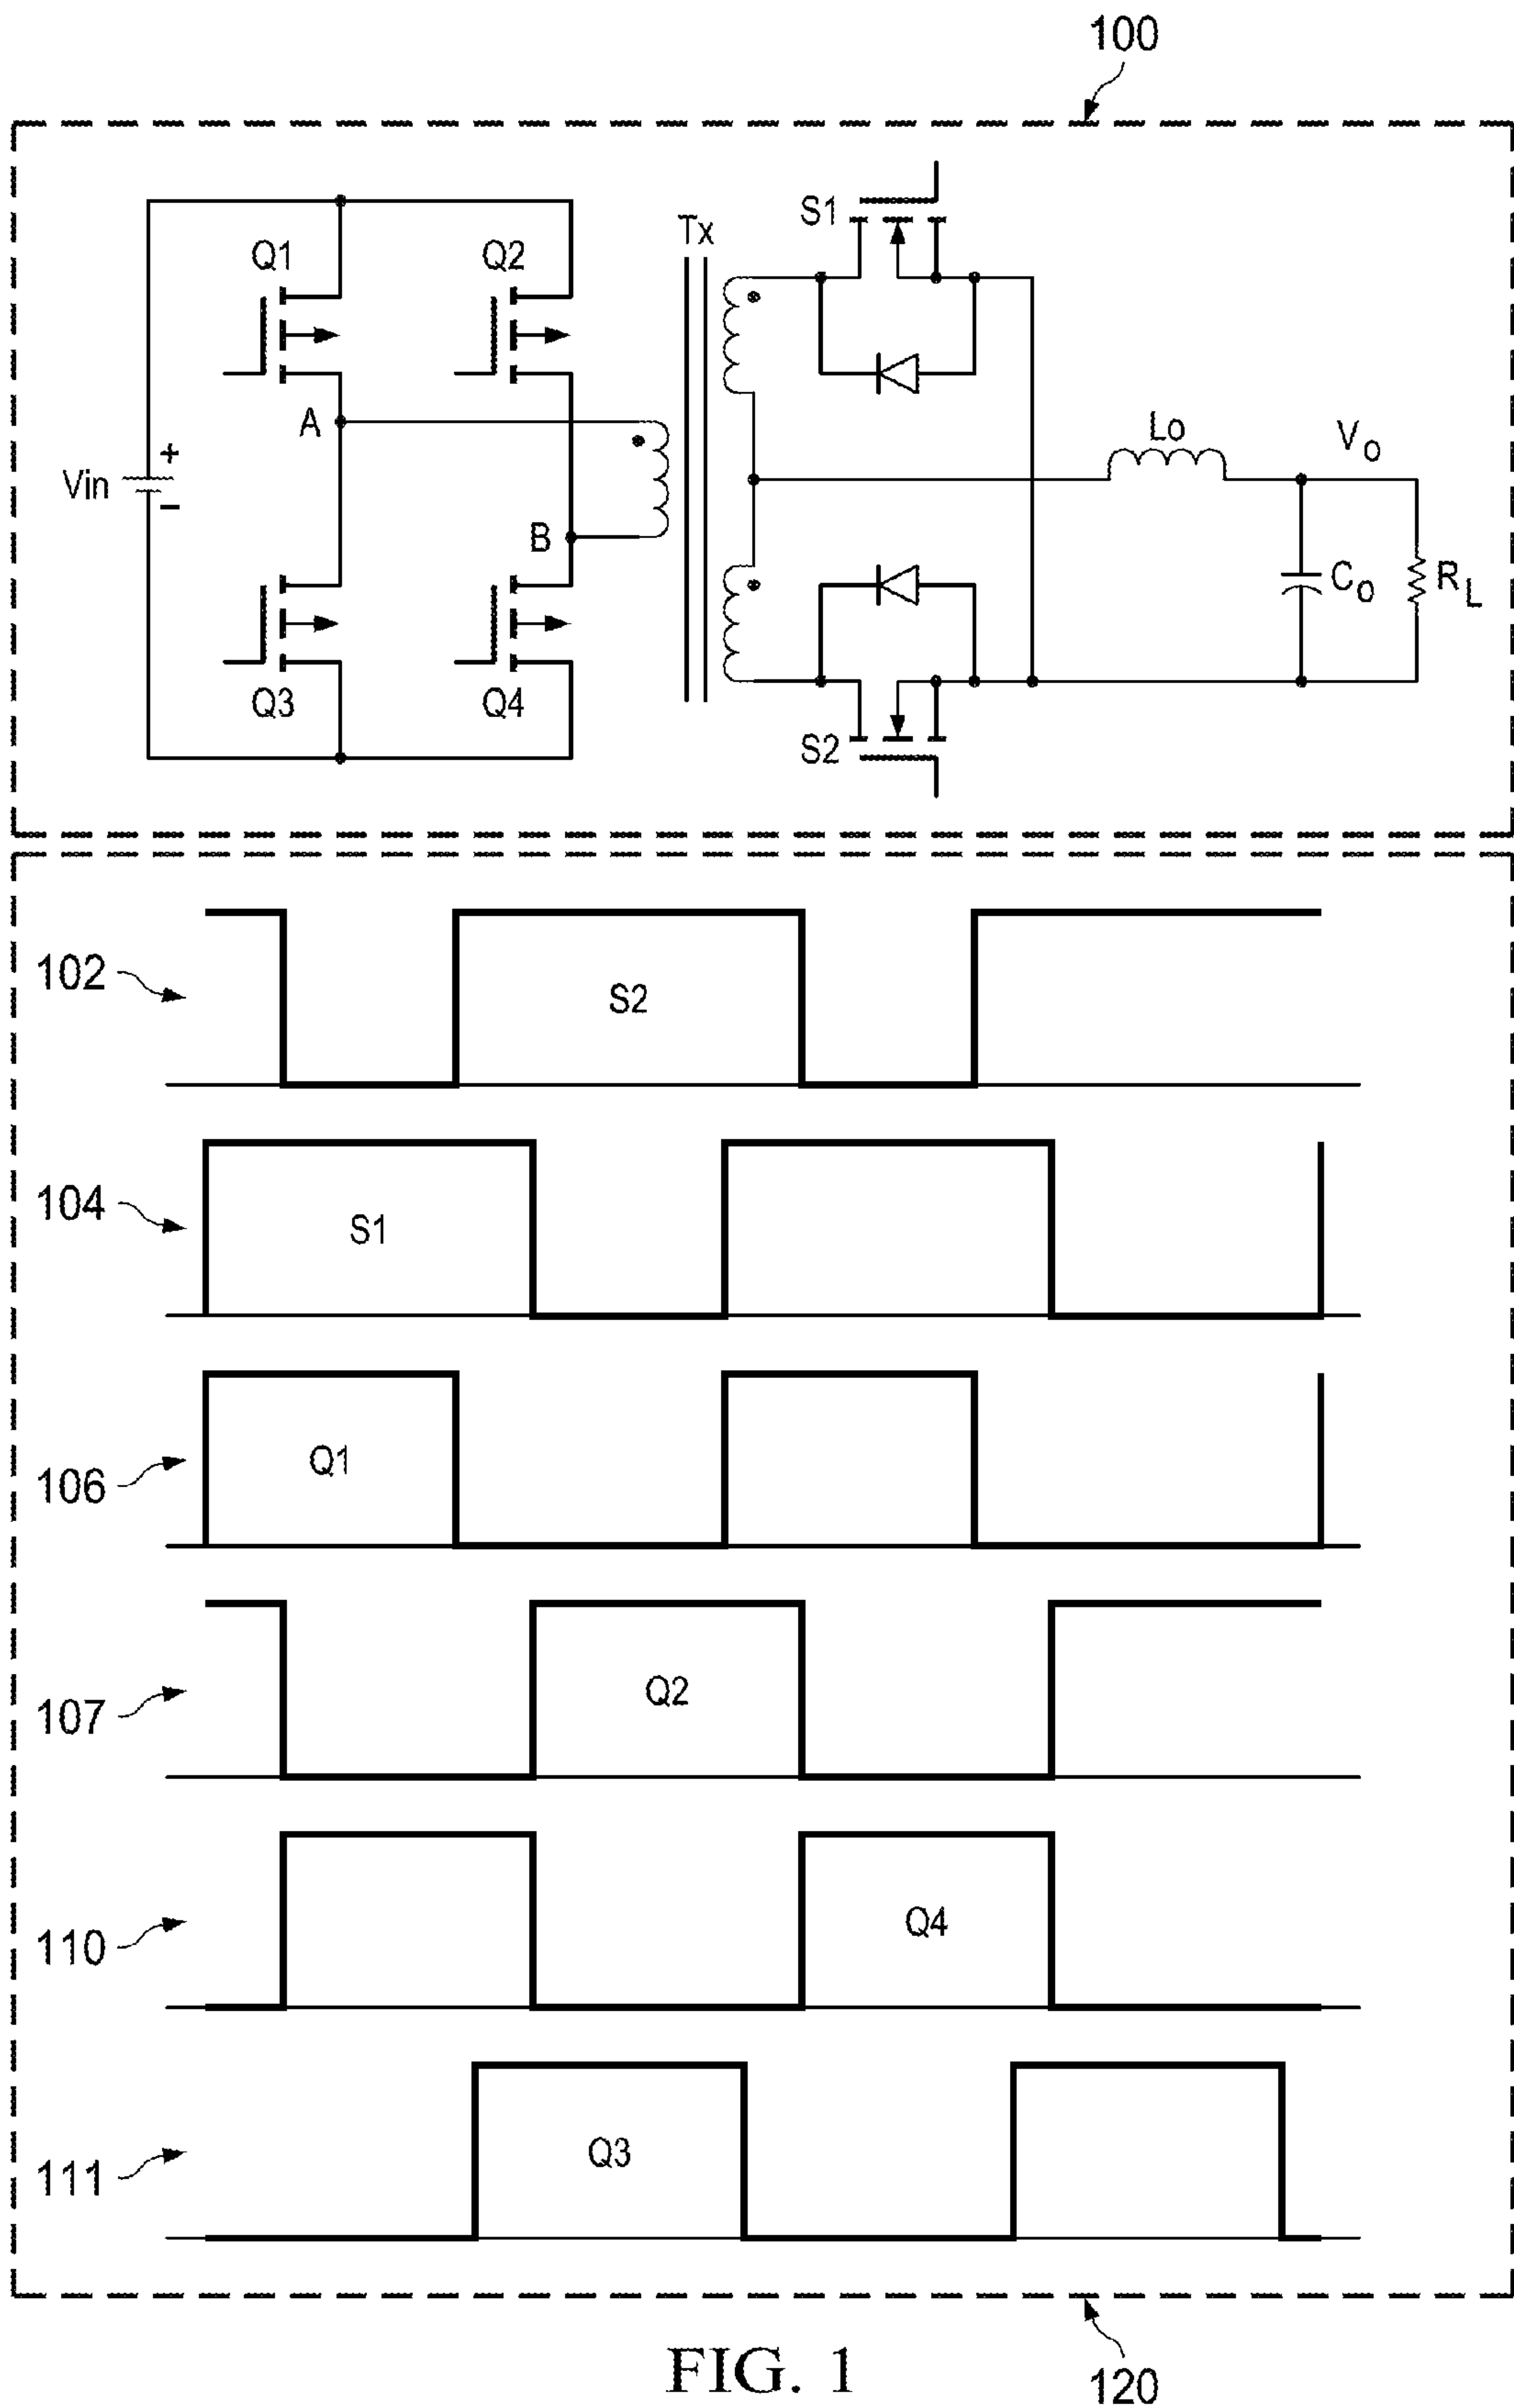 100
Q1
Q2
Tx
S1
A
Lo
Vo
Vin
+
−
B
Co
RL
Q3
Q4
S2
102
S2
104
S1
106
Q1
107
Q2
110
Q4
111
Q3
FIG. 1
120